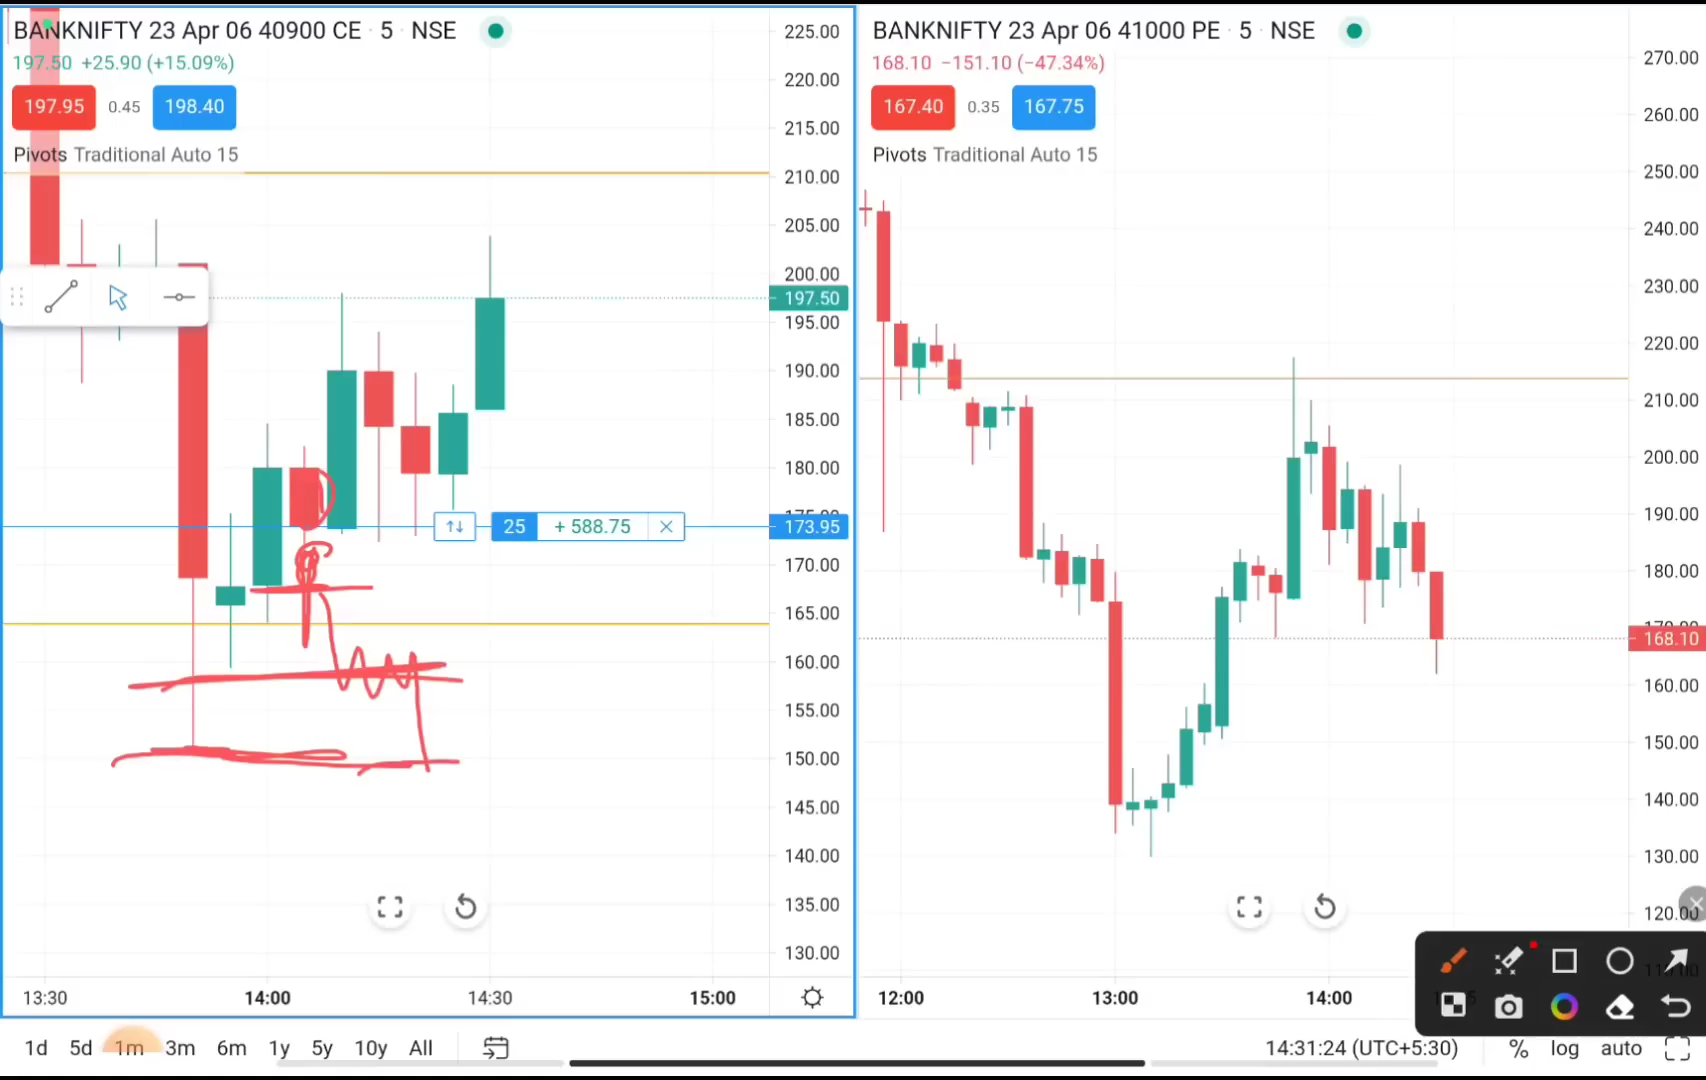 BANKNIFTY 23 Apr 06 40900 CE · 5 · NSE
197.50 +25.90 (+15.09%)
197.95 0.45 198.40
Pivots Traditional Auto 15
225.00
220.00
215.00
210.00
205.00
200.00
197.50
195.00
190.00
185.00
180.00
25 + 588.75
173.95
170.00
165.00
160.00
155.00
150.00
145.00
140.00
135.00
130.00
13:30 14:00 14:30 15:00
BANKNIFTY 23 Apr 06 41000 PE · 5 · NSE
168.10 −151.10 (−47.34%)
167.40 0.35 167.75
Pivots Traditional Auto 15
270.00
260.00
250.00
240.00
230.00
220.00
210.00
200.00
190.00
180.00
168.10
160.00
150.00
140.00
130.00
120.00
12:00 13:00 14:00
1d 5d 1m 3m 6m 1y 5y 10y All
14:31:24 (UTC+5:30) % log auto